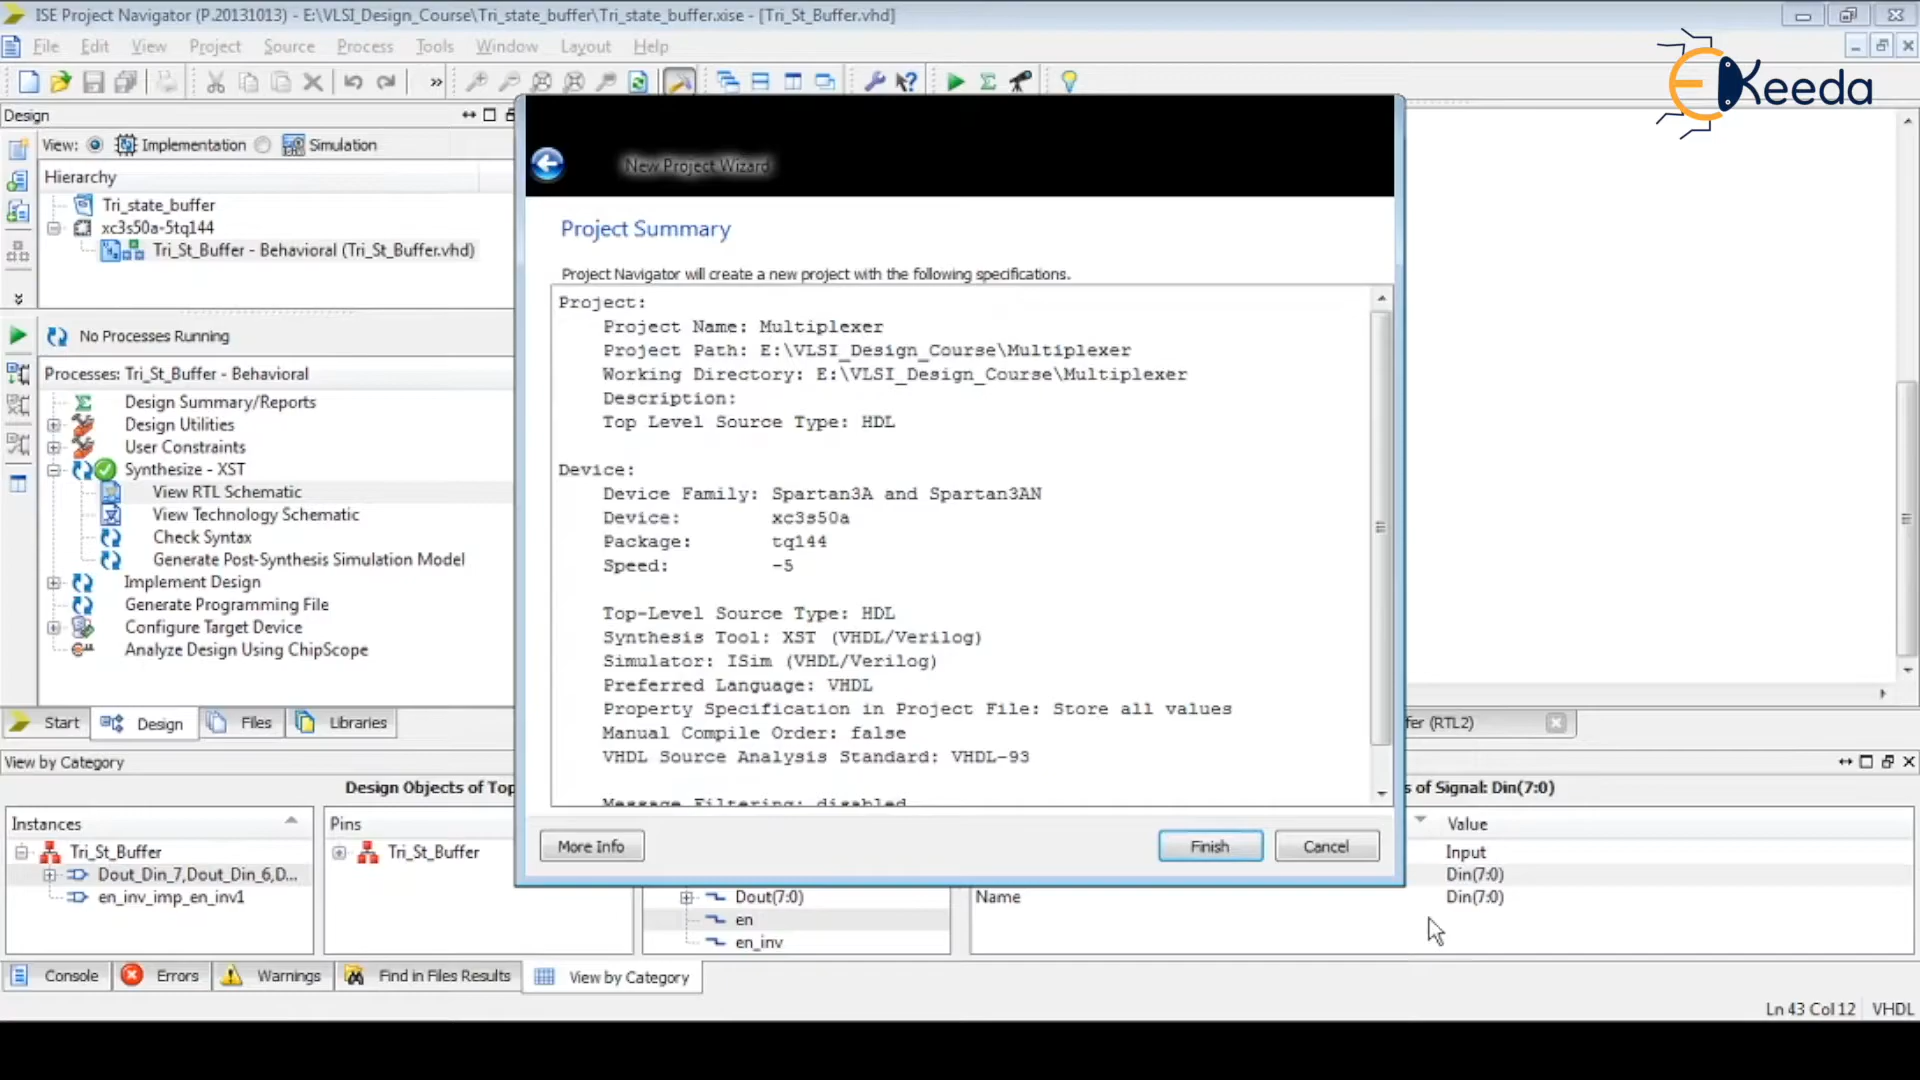 ISE Project Navigator (P.20131013) - E:\VLSI_Design_Course\Tri_state_buffer\Tri_state_buffer.xise - [Tri_St_Buffer.vhd]
File Edit View Project Source Process Tools Window Layout Help
EKeeda
Design
View: Implementation Simulation
Hierarchy
Tri_state_buffer
xc3s50a-5tq144
Tri_St_Buffer - Behavioral (Tri_St_Buffer.vhd)
No Processes Running
Processes: Tri_St_Buffer - Behavioral
Design Summary/Reports
Design Utilities
User Constraints
Synthesize - XST
View RTL Schematic
View Technology Schematic
Check Syntax
Generate Post-Synthesis Simulation Model
Implement Design
Generate Programming File
Configure Target Device
Analyze Design Using ChipScope
Start Design Files Libraries
New Project Wizard
Project Summary
Project Navigator will create a new project with the following specifications.
Project:
Project Name: Multiplexer
Project Path: E:\VLSI_Design_Course\Multiplexer
Working Directory: E:\VLSI_Design_Course\Multiplexer
Description:
Top Level Source Type: HDL
Device:
Device Family: Spartan3A and Spartan3AN
Device: xc3s50a
Package: tq144
Speed: -5
Top-Level Source Type: HDL
Synthesis Tool: XST (VHDL/Verilog)
Simulator: ISim (VHDL/Verilog)
Preferred Language: VHDL
Property Specification in Project File: Store all values
Manual Compile Order: false
VHDL Source Analysis Standard: VHDL-93
Message Filtering: disabled
More Info Finish Cancel
fer (RTL2)
View by Category
Design Objects of Top
s of Signal: Din(7:0)
Instances
Tri_St_Buffer
Dout_Din_7,Dout_Din_6,D...
en_inv_imp_en_inv1
Pins
Tri_St_Buffer
Dout(7:0)
en
en_inv
Name
Value
Input
Din(7:0)
Din(7:0)
Console Errors Warnings Find in Files Results View by Category
Ln 43 Col 12 VHDL